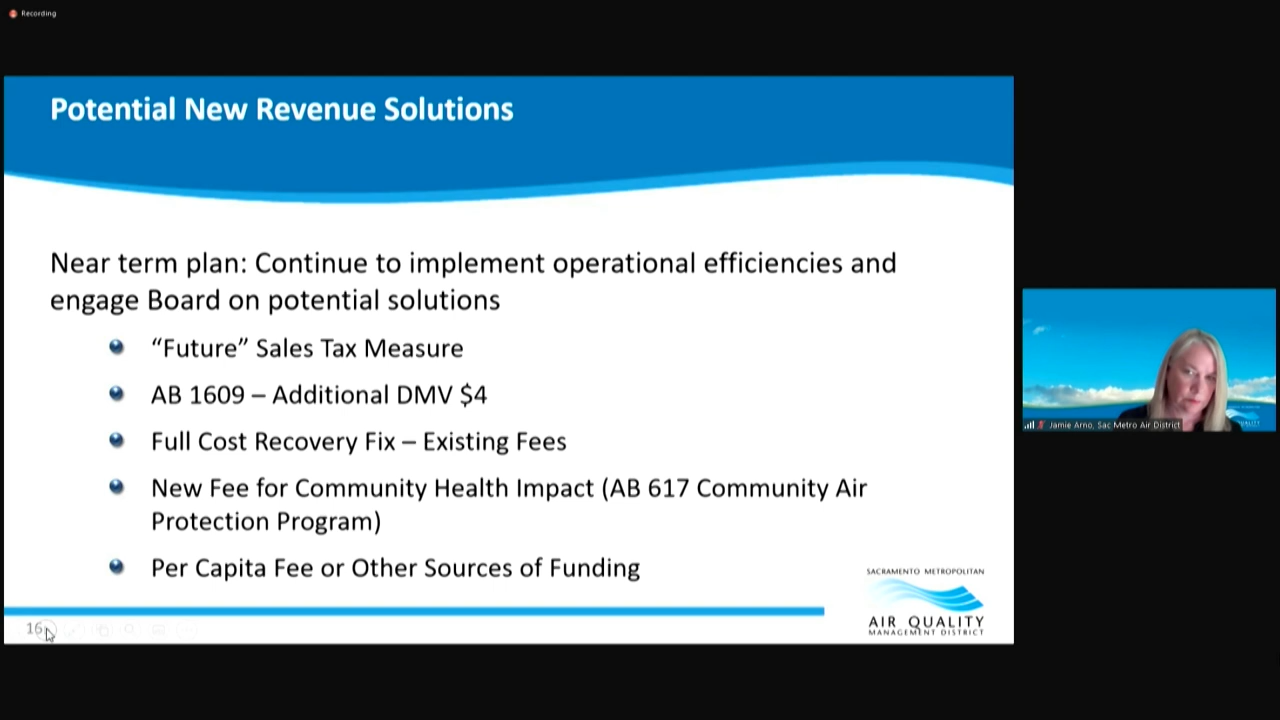 Recording
Potential New Revenue Solutions
Near term plan: Continue to implement operational efficiencies and
engage Board on potential solutions
“Future” Sales Tax Measure
AB 1609 – Additional DMV $4
Full Cost Recovery Fix – Existing Fees
New Fee for Community Health Impact (AB 617 Community Air
Protection Program)
Per Capita Fee or Other Sources of Funding
16
SACRAMENTO METROPOLITAN
AIR QUALITY
MANAGEMENT DISTRICT
Jamie Arno, Sac Metro Air District